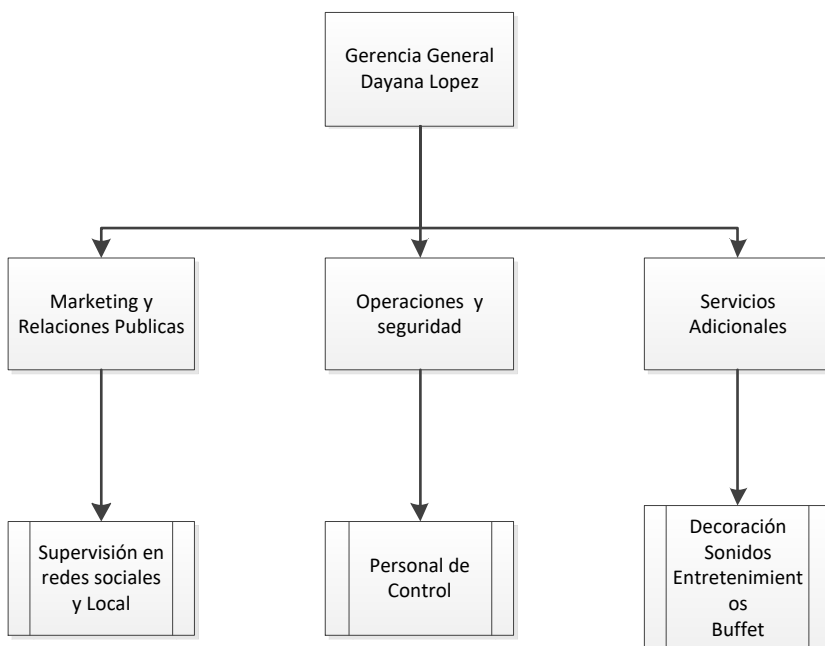 Gerencia General
Dayana Lopez
Marketing y
Relaciones Publicas
Operaciones  y
seguridad
Servicios
Adicionales
Supervisión en
redes sociales
y Local
Personal de
Control
Decoración
Sonidos
Entretenimient
os
Buffet